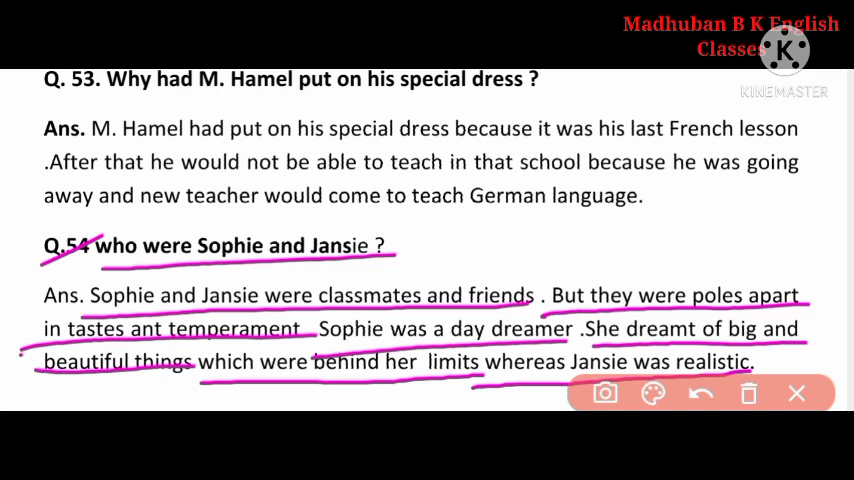 Madhuban B K English
Classes
K
KINEMASTER
Q. 53. Why had M. Hamel put on his special dress ?
Ans. M. Hamel had put on his special dress because it was his last French lesson
.After that he would not be able to teach in that school because he was going
away and new teacher would come to teach German language.
Q.54 who were Sophie and Jansie ?
Ans. Sophie and Jansie were classmates and friends . But they were poles apart
in tastes ant temperament Sophie was a day dreamer .She dreamt of big and
beautiful things which were behind her limits whereas Jansie was realistic.